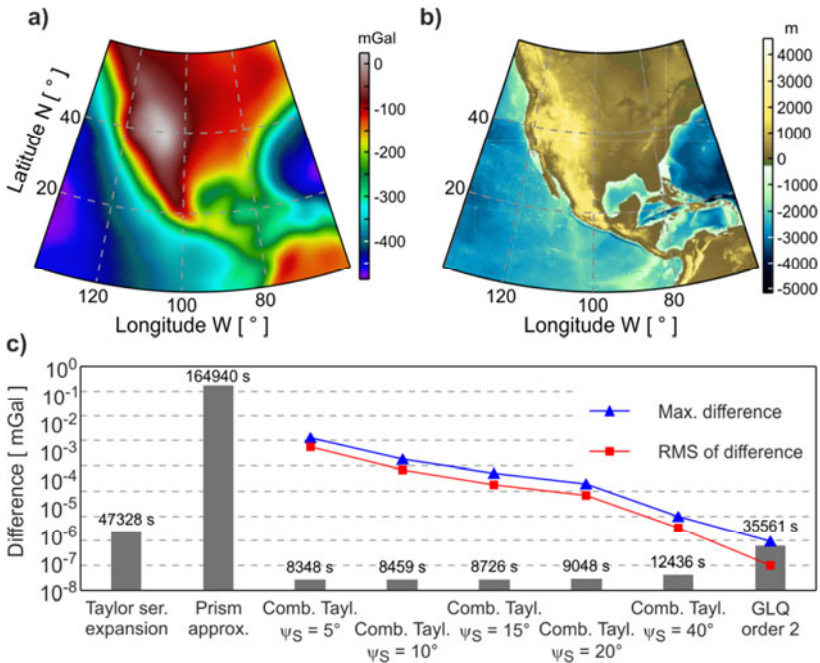 a)
mGal
0
-100
-200
-300
-400
Latitude N [ ° ]
40
20
120
100
80
Longitude W [ ° ]
b)
m
4000
3000
2000
1000
0
-1000
-2000
-3000
-4000
-5000
40
20
120
100
80
Longitude W [ ° ]
c)
Difference [ mGal ]
10⁰
10⁻¹
10⁻²
10⁻³
10⁻⁴
10⁻⁵
10⁻⁶
10⁻⁷
10⁻⁸
47328 s
164940 s
8348 s
8459 s
8726 s
9048 s
12436 s
35561 s
Max. difference
RMS of difference
Taylor ser.
expansion
Prism
approx.
Comb. Tayl.
ψS = 5°
Comb. Tayl.
ψS = 10°
Comb. Tayl.
ψS = 15°
Comb. Tayl.
ψS = 20°
Comb. Tayl.
ψS = 40°
GLQ
order 2